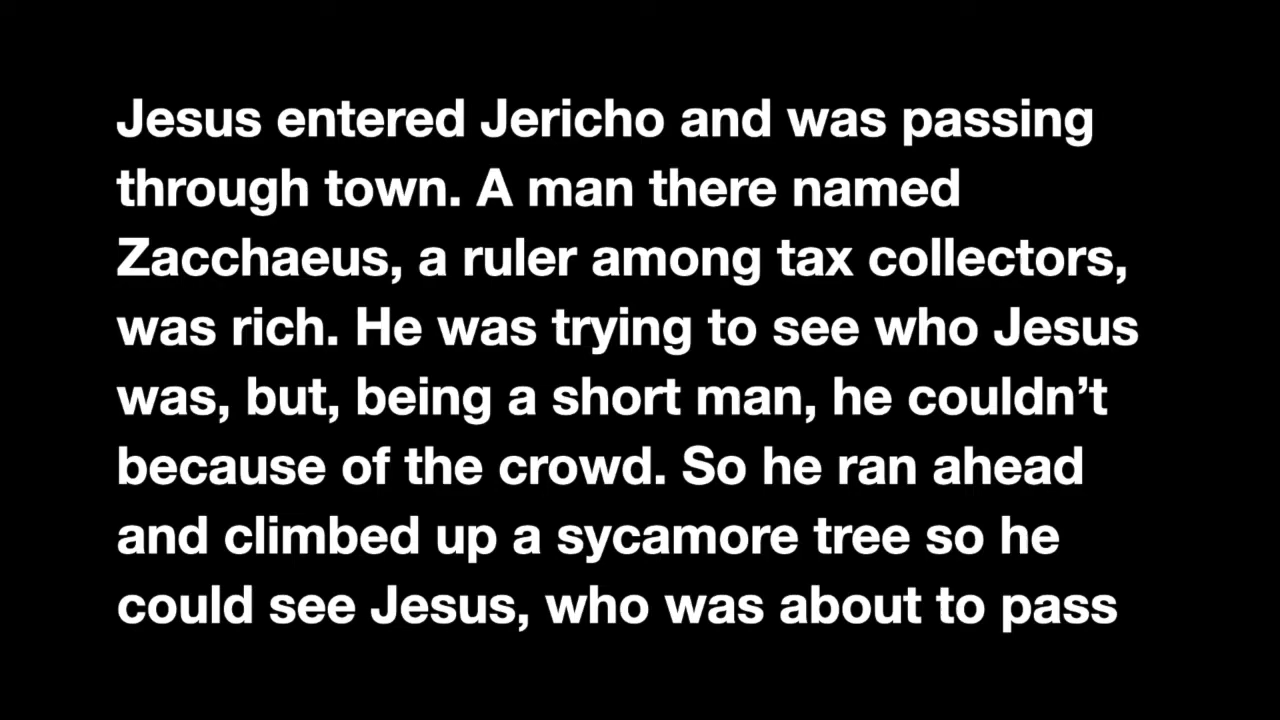 Jesus entered Jericho and was passing
through town. A man there named
Zacchaeus, a ruler among tax collectors,
was rich. He was trying to see who Jesus
was, but, being a short man, he couldn’t
because of the crowd. So he ran ahead
and climbed up a sycamore tree so he
could see Jesus, who was about to pass